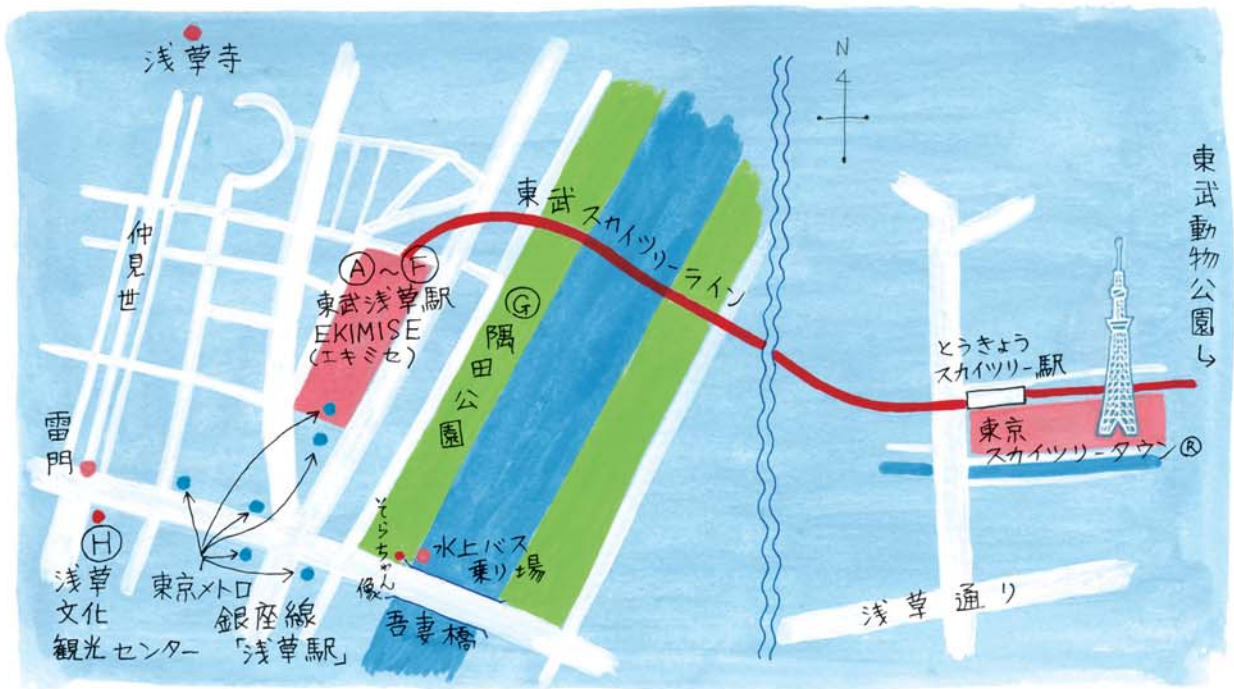 浅草寺
仲見世
Ⓐ～Ⓕ
東武浅草駅
EKIMISE
(エキミセ)
雷門
Ⓗ
浅草
文化
観光センター
東京メトロ
銀座線
「浅草駅」
Ⓖ
隅田公園
そらちゃん像
水上バス
乗り場
吾妻橋
東武スカイツリーライン
N
とうきょう
スカイツリー駅
東京
スカイツリータウン®
東武動物公園↳
浅草通り